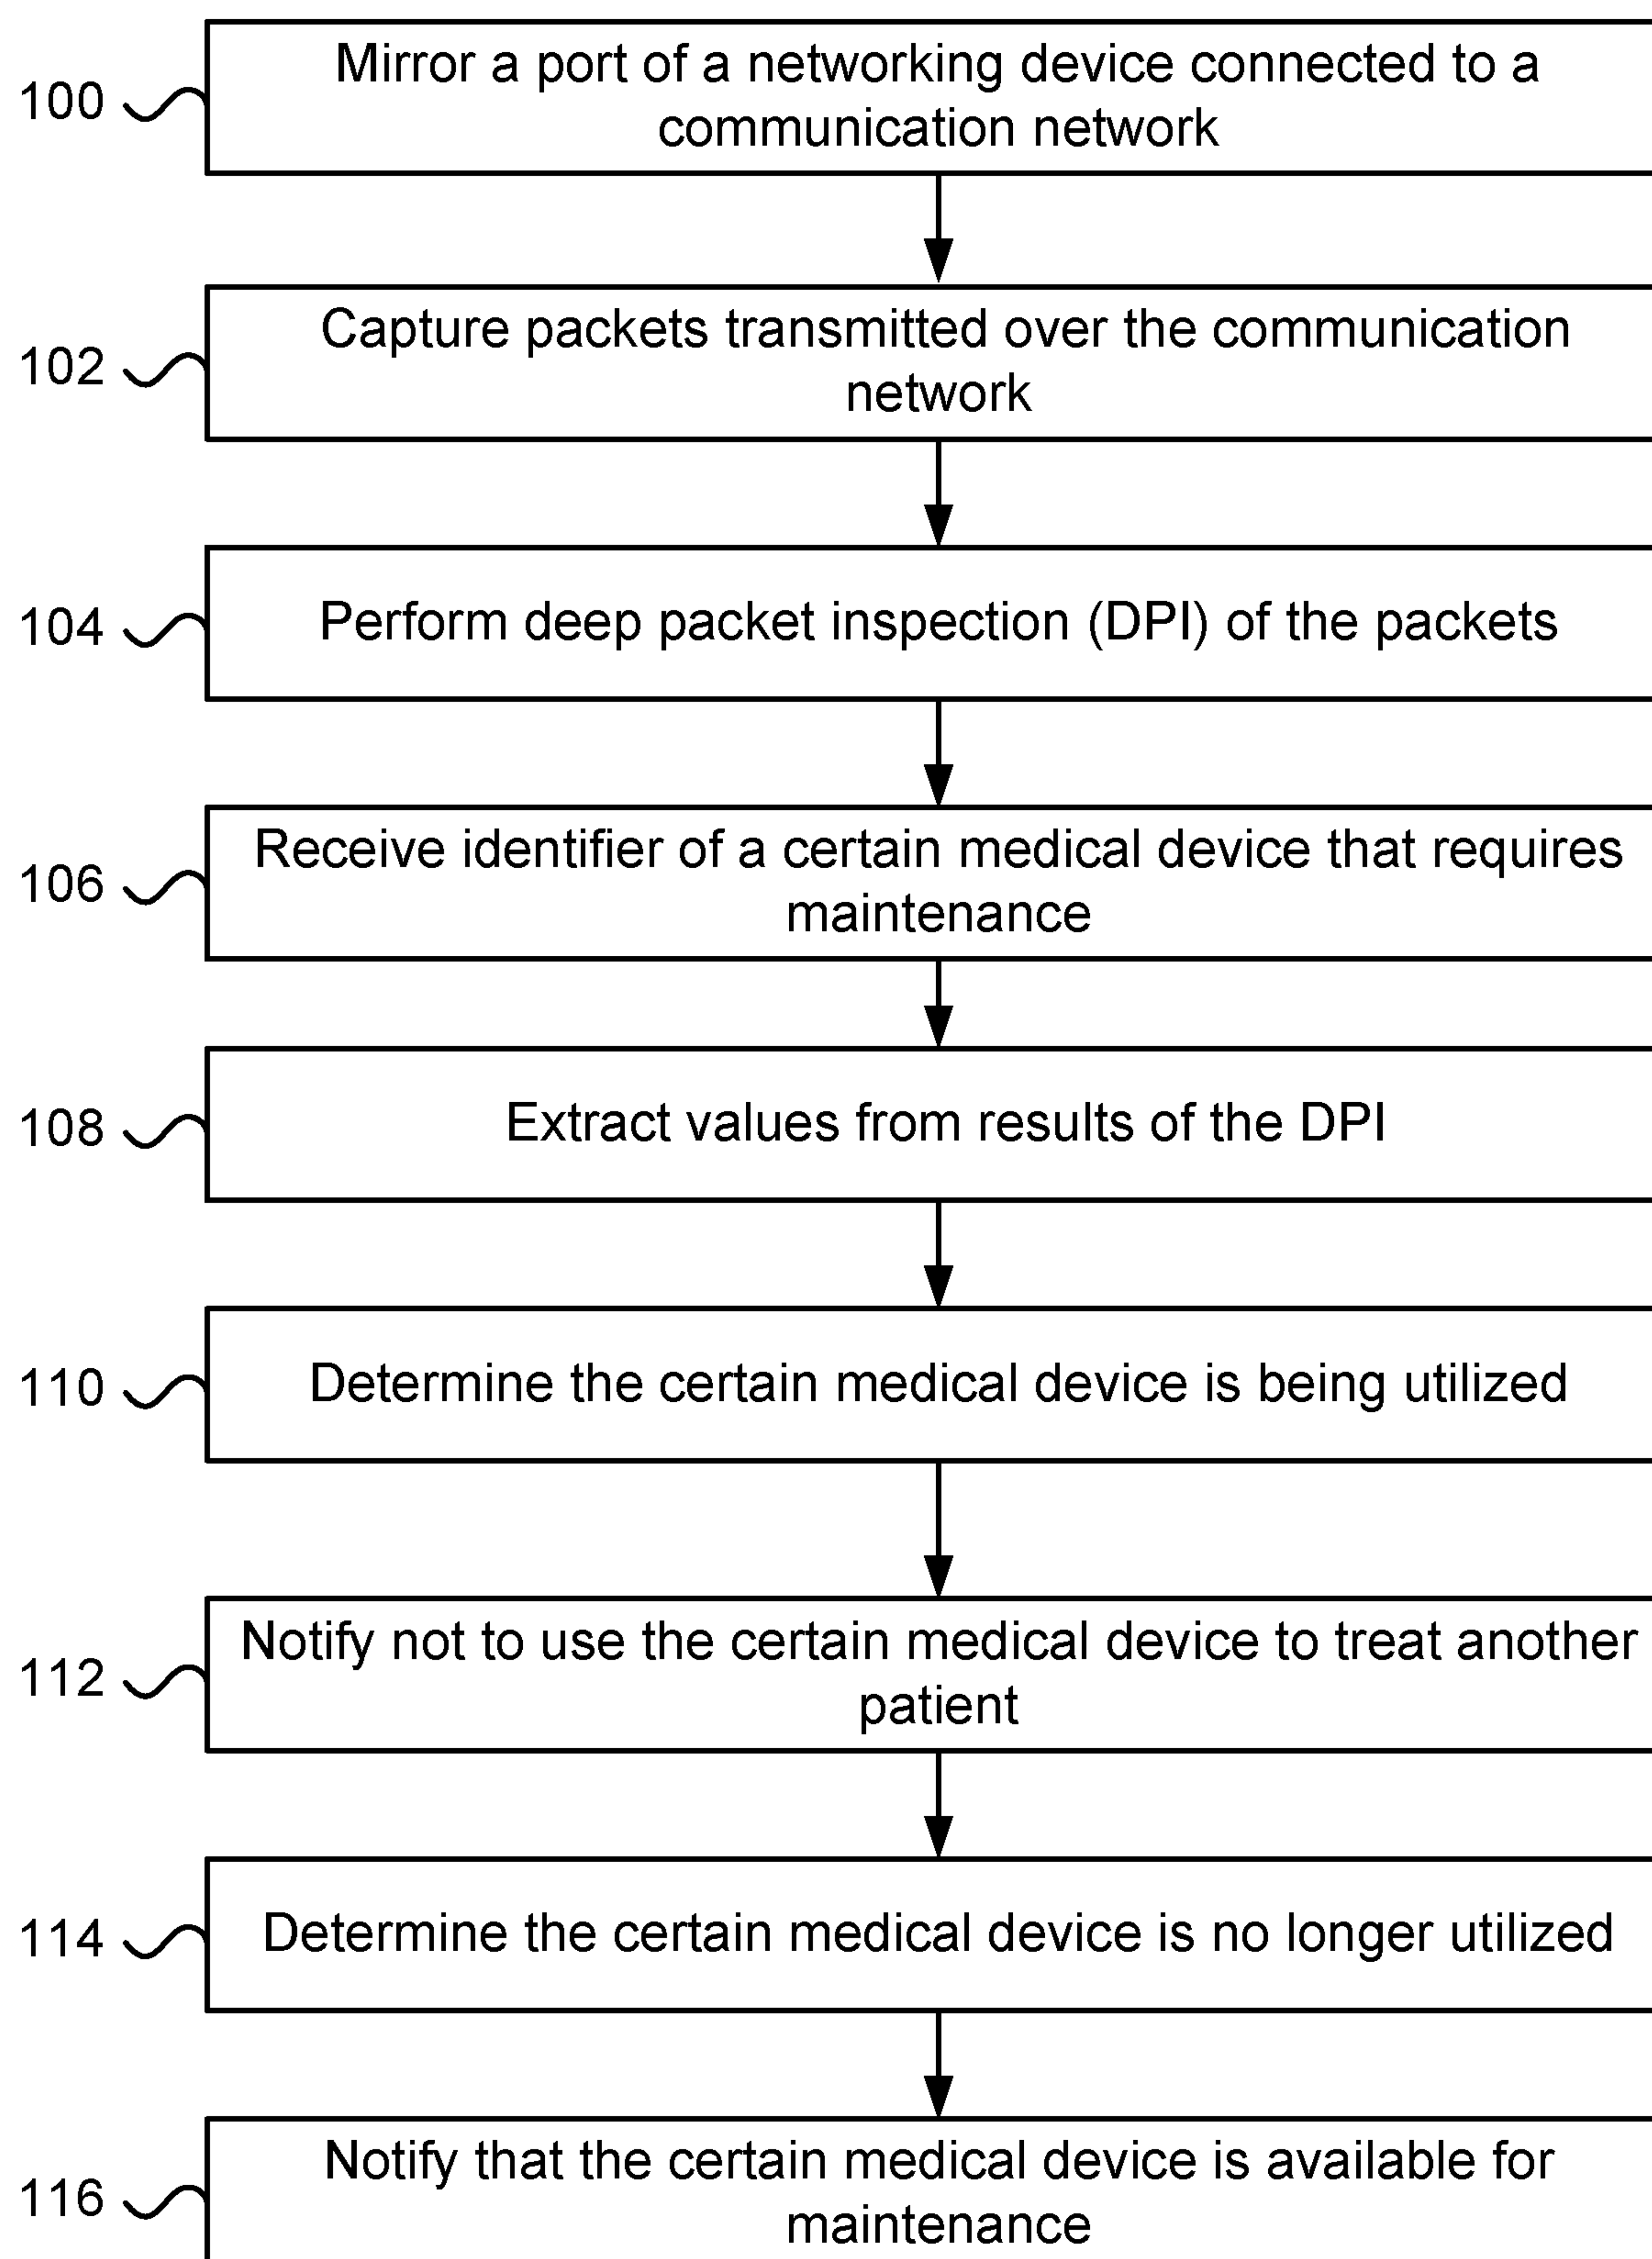 Mirror a port of a networking device connected to a
100
communication network
Capture packets transmitted over the communication
102
network
104
Perform deep packet inspection (DPI) of the packets
Receive identifier of a certain medical device that requires
106
maintenance
108
Extract values from results of the DPI
110
Determine the certain medical device is being utilized
Notify not to use the certain medical device to treat another
112
patient
114
Determine the certain medical device is no longer utilized
Notify that the certain medical device is available for
116
maintenance